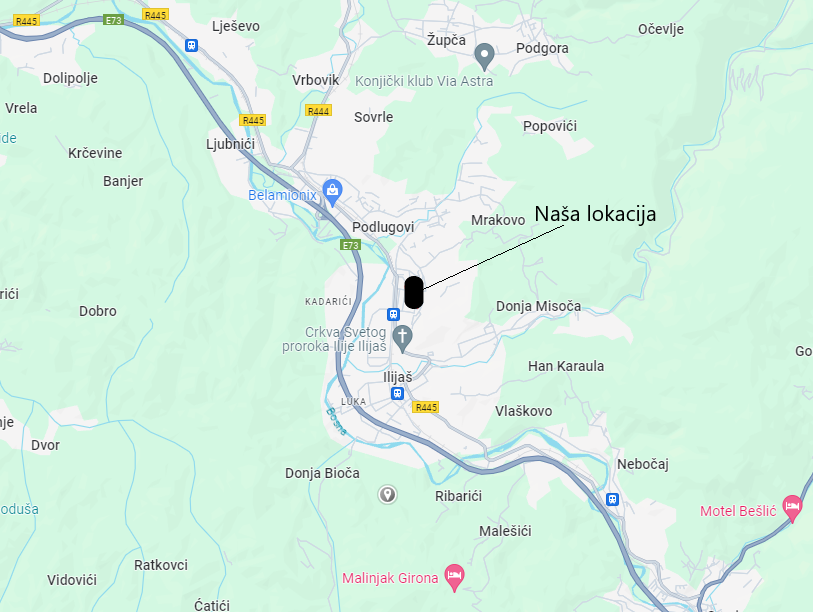 R445
E73
R445
Lješevo
Očevlje
Župča
Podgora
Dolipolje
Vrbovik
Konjički klub Via Astra
Vrela
R444
Sovrle
R445
Popovići
ide
Ljubnići
Krčevine
Banjer
Belamionix
Naša lokacija
Podlugovi
Mrakovo
E73
rići
KADARIĆI
Donja Misoča
Dobro
Crkva Svetog
proroka Ilije Ilijaš
Go
Han Karaula
Ilijaš
LUKA
R445
Vlaškovo
Bosna
nje
Dvor
Nebočaj
Donja Bioča
Ribarići
oduša
Motel Bešlić
Malešići
Ratkovci
Vidovići
Malinjak Girona
Ćatići